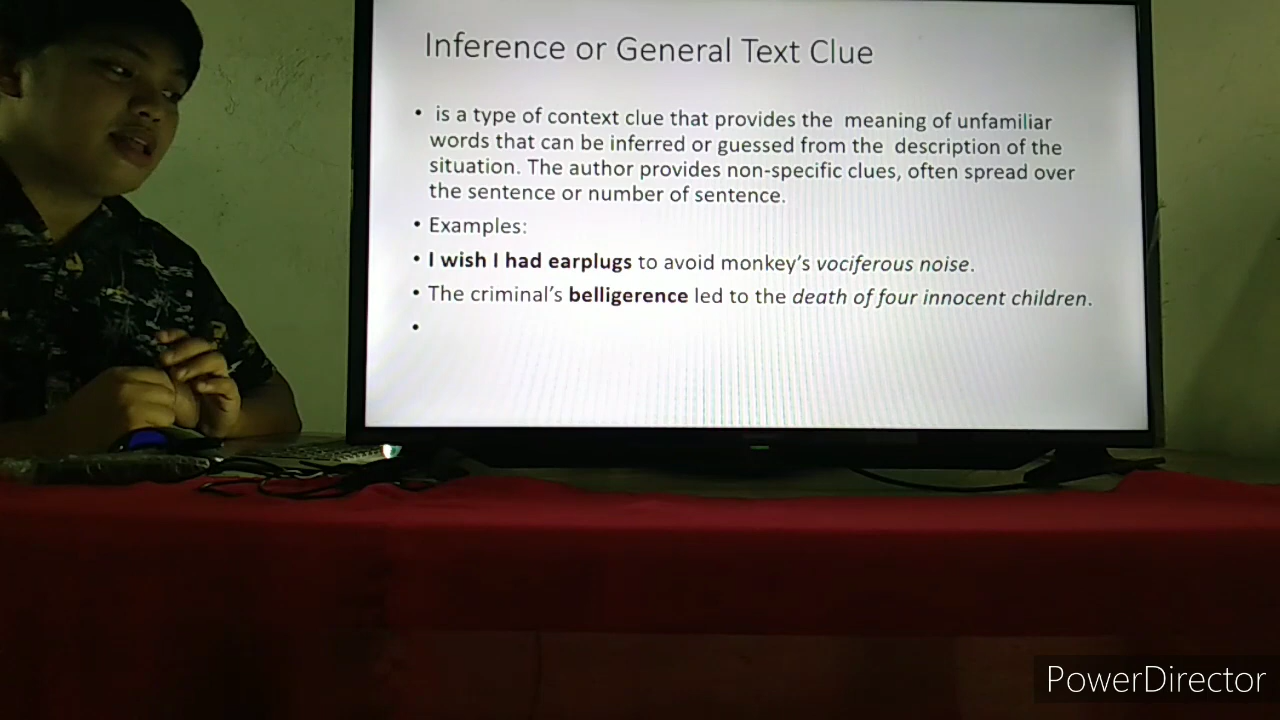 Inference or General Text Clue
• is a type of context clue that provides the meaning of unfamiliar
words that can be inferred or guessed from the description of the
situation. The author provides non-specific clues, often spread over
the sentence or number of sentence.
• Examples:
• I wish I had earplugs to avoid monkey's vociferous noise.
• The criminal's belligerence led to the death of four innocent children.
•
PowerDirector